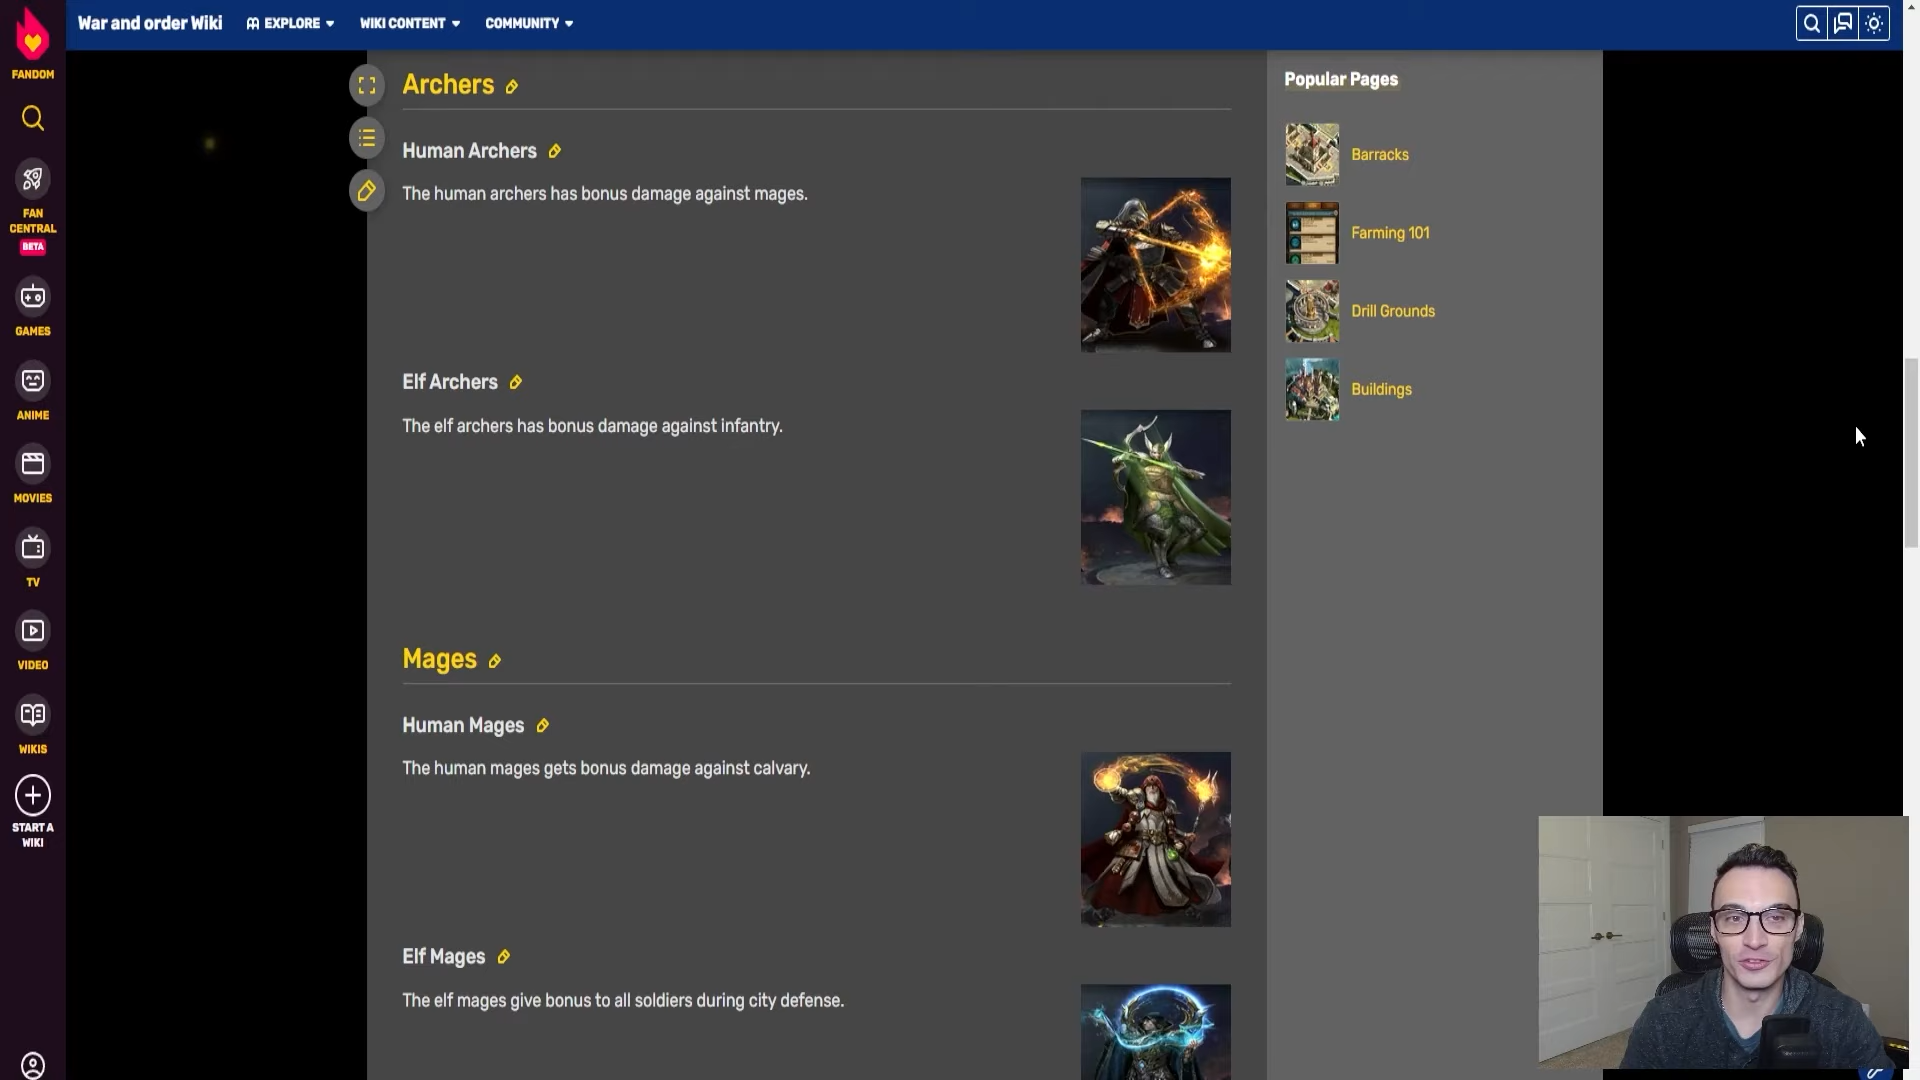 War and order Wiki
EXPLORE
WIKI CONTENT
COMMUNITY
FANDOM
FAN
CENTRAL
BETA
GAMES
ANIME
MOVIES
TV
VIDEO
WIKIS
START A
WIKI
Archers
Human Archers
The human archers has bonus damage against mages.
Elf Archers
The elf archers has bonus damage against infantry.
Mages
Human Mages
The human mages gets bonus damage against calvary.
Elf Mages
The elf mages give bonus to all soldiers during city defense.
Popular Pages
Barracks
Farming 101
Drill Grounds
Buildings